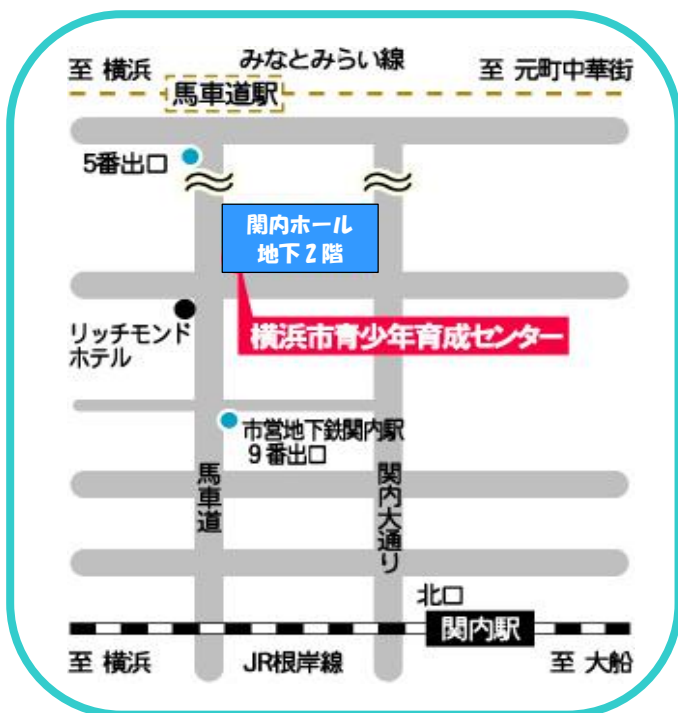 みなとみらい線
至 横浜
至 元町中華街
馬車道駅
5番出口
関内ホール
地下2階
リッチモンド
ホテル
横浜市青少年育成センター
市営地下鉄関内駅
9番出口
馬車道
関内大通り
北口
関内駅
至 横浜
JR根岸線
至 大船